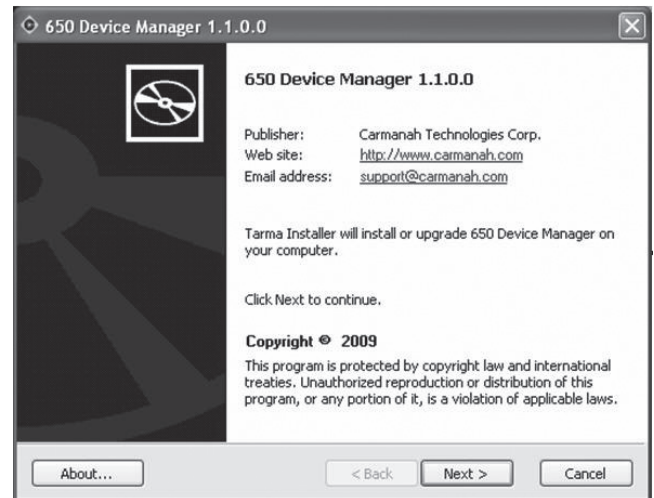 650 Device Manager 1.1.0.0
650 Device Manager 1.1.0.0
Publisher: Carmanah Technologies Corp.
Web site: http://www.carmanah.com
Email address: support@carmanah.com
Tarma Installer will install or upgrade 650 Device Manager on
your computer.
Click Next to continue.
Copyright © 2009
This program is protected by copyright law and international
treaties. Unauthorized reproduction or distribution of this
program, or any portion of it, is a violation of applicable laws.
About... < Back Next > Cancel